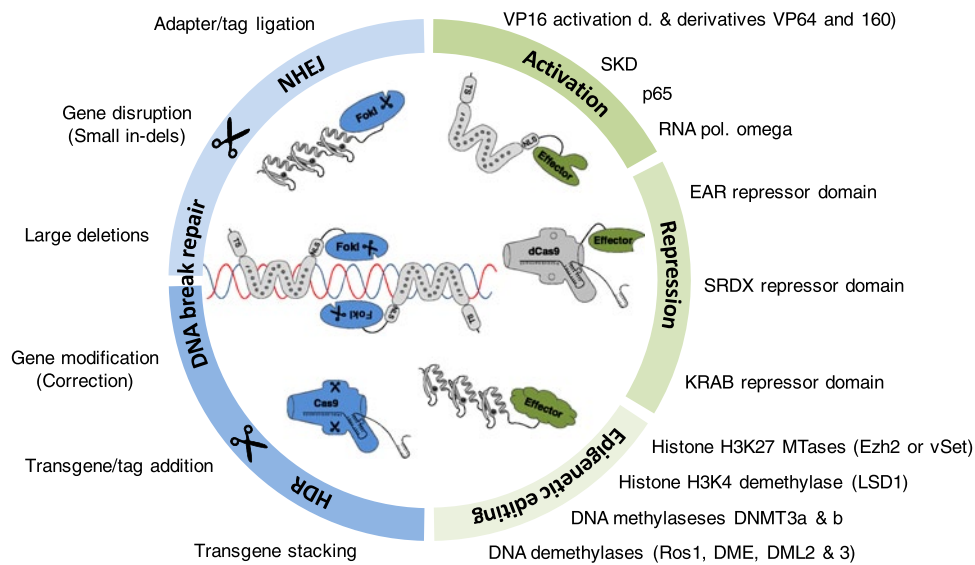 Adapter/tag ligation
VP16 activation d. & derivatives VP64 and 160)
NHEJ
Activation
SKD
p65
RNA pol. omega
Gene disruption
(Small in-dels)
FokI
TS
NLS
Effector
EAR repressor domain
Large deletions
DNA break repair
TS
NLS
FokI
FokI
NLS
TS
dCas9
Effector
Repression
SRDX repressor domain
Gene modification
(Correction)
Cas9
Effector
KRAB repressor domain
Transgene/tag addition
HDR
Epigenetic editing
Histone H3K27 MTases (Ezh2 or vSet)
Histone H3K4 demethylase (LSD1)
DNA methylaseses DNMT3a & b
Transgene stacking
DNA demethylases (Ros1, DME, DML2 & 3)